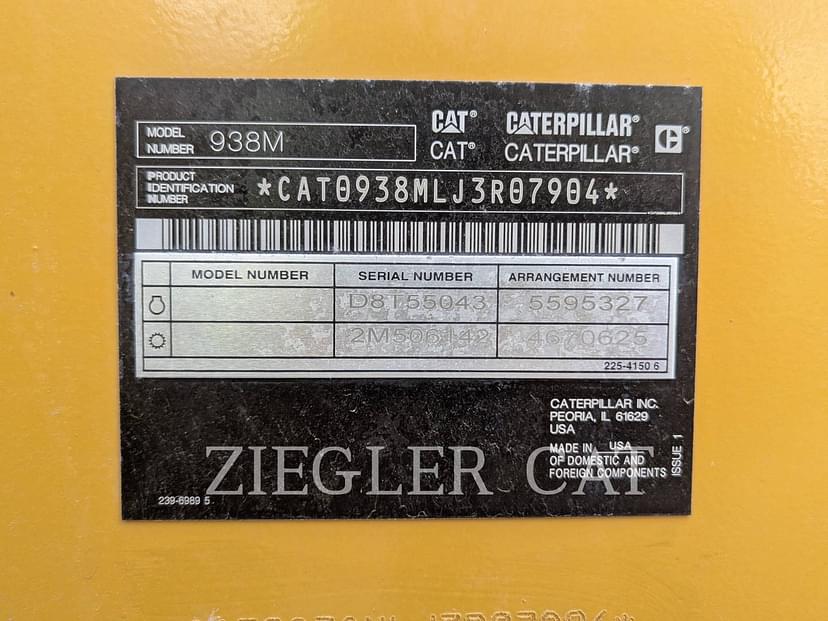 MODEL
NUMBER 938M
CAT® CATERPILLAR® C®
CAT® CATERPILLAR®
PRODUCT
IDENTIFICATION
NUMBER *CAT0938MLJ3R07904*
MODEL NUMBER SERIAL NUMBER ARRANGEMENT NUMBER
D8T55043 5595327
2M506142 4670625
225-4150 6
CATERPILLAR INC.
PEORIA, IL 61629
USA
MADE IN USA
OF DOMESTIC AND
FOREIGN COMPONENTS
ISSUE 1
ZIEGLER CAT
239-6989 5